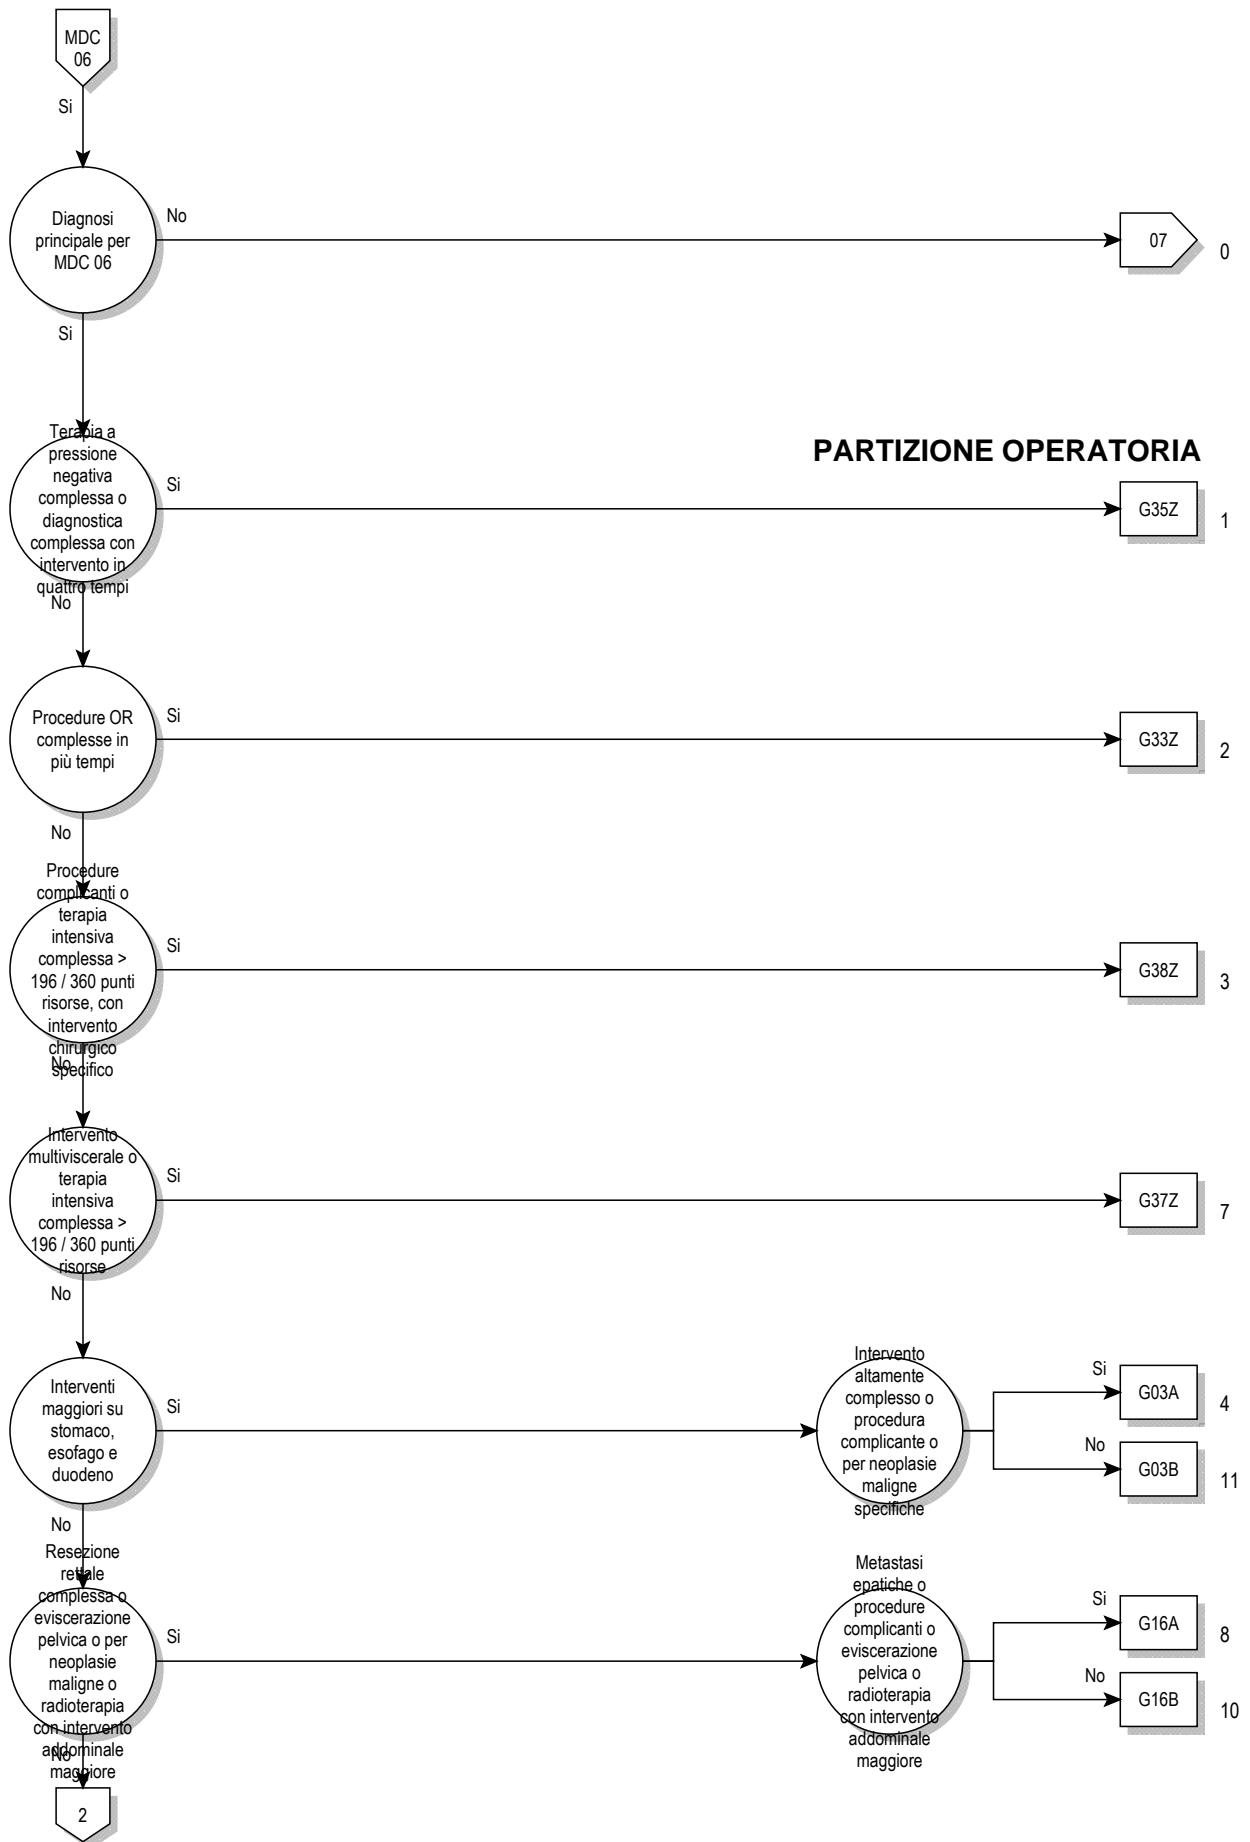 MDC
06
Si
Diagnosi
principale per
MDC 06
No
07
0
Si
PARTIZIONE OPERATORIA
Terapia a
pressione
negativa
complessa o
diagnostica
complessa con
intervento in
quattro tempi
Si
G35Z
1
No
Procedure OR
complesse in
più tempi
Si
G33Z
2
No
Procedure
complicanti o
terapia
intensiva
complessa >
196 / 360 punti
risorse, con
intervento
chirurgico
specifico
Si
G38Z
3
No
Intervento
multiviscerale o
terapia
intensiva
complessa >
196 / 360 punti
risorse
Si
G37Z
7
No
Interventi
maggiori su
stomaco,
esofago e
duodeno
Si
Intervento
altamente
complesso o
procedura
complicante o
per neoplasie
maligne
specifiche
Si
G03A
4
No
G03B
11
No
Resezione
rettale
complessa o
eviscerazione
pelvica o per
neoplasie
maligne o
radioterapia
con intervento
addominale
maggiore
Si
Metastasi
epatiche o
procedure
complicanti o
eviscerazione
pelvica o
radioterapia
con intervento
addominale
maggiore
Si
G16A
8
No
G16B
10
No
2